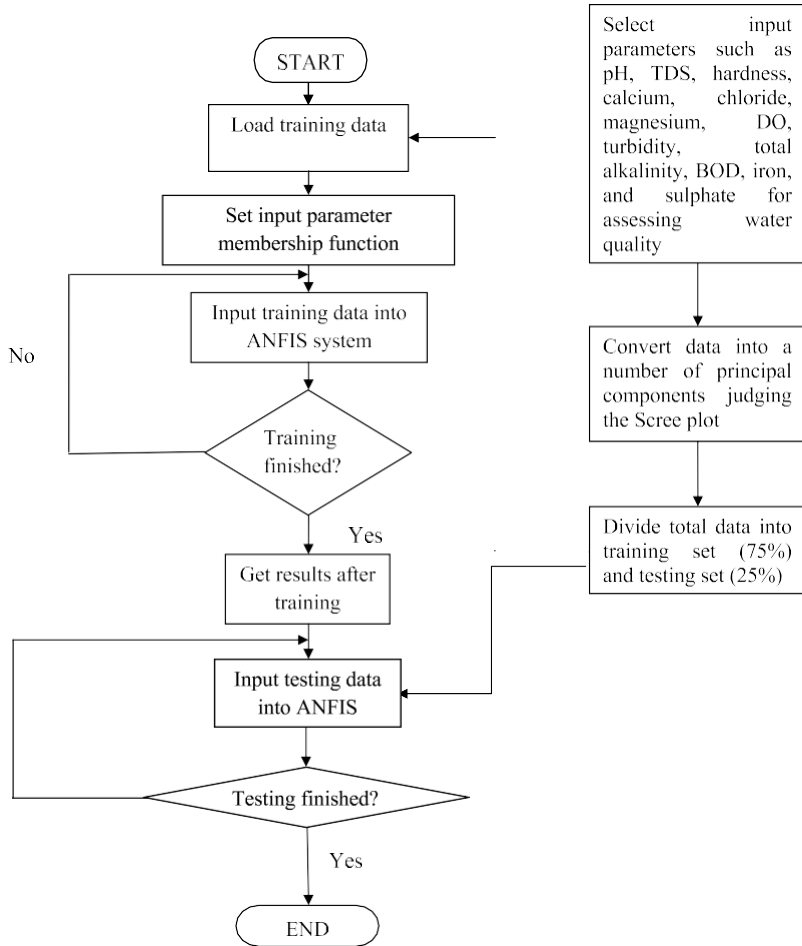 START
Load training data
Set input parameter
membership function
Input training data into
ANFIS system
No
Training
finished?
Yes
Get results after
training
Input testing data
into ANFIS
Testing finished?
Yes
END
Select input
parameters such as
pH, TDS, hardness,
calcium, chloride,
magnesium, DO,
turbidity, total
alkalinity, BOD, iron,
and sulphate for
assessing water
quality
Convert data into a
number of principal
components judging
the Scree plot
Divide total data into
training set (75%)
and testing set (25%)